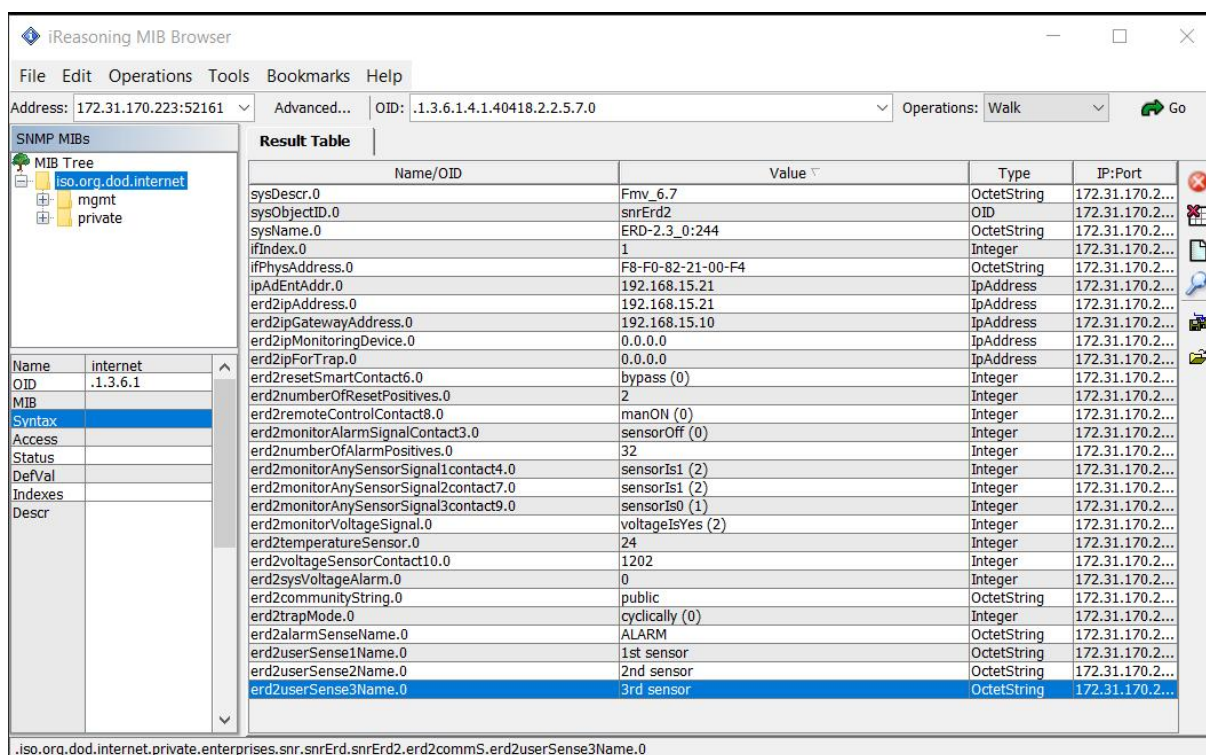 iReasoning MIB Browser
File Edit Operations Tools Bookmarks Help
Address: 172.31.170.223:52161 Advanced... OID: .1.3.6.1.4.1.40418.2.2.5.7.0 Operations: Walk Go
SNMP MIBs
MIB Tree
iso.org.dod.internet
mgmt
private
Name internet
OID .1.3.6.1
MIB
Syntax
Access
Status
DefVal
Indexes
Descr
Result Table
Name/OID Value Type IP:Port
sysDescr.0 Fmv_6.7 OctetString 172.31.170.2...
sysObjectID.0 snrErd2 OID 172.31.170.2...
sysName.0 ERD-2.3_0:244 OctetString 172.31.170.2...
ifIndex.0 1 Integer 172.31.170.2...
ifPhysAddress.0 F8-F0-82-21-00-F4 OctetString 172.31.170.2...
ipAdEntAddr.0 192.168.15.21 IpAddress 172.31.170.2...
erd2ipAddress.0 192.168.15.21 IpAddress 172.31.170.2...
erd2ipGatewayAddress.0 192.168.15.10 IpAddress 172.31.170.2...
erd2ipMonitoringDevice.0 0.0.0.0 IpAddress 172.31.170.2...
erd2ipForTrap.0 0.0.0.0 IpAddress 172.31.170.2...
erd2resetSmartContact6.0 bypass (0) Integer 172.31.170.2...
erd2numberOfResetPositives.0 2 Integer 172.31.170.2...
erd2remoteControlContact8.0 manON (0) Integer 172.31.170.2...
erd2monitorAlarmSignalContact3.0 sensorOff (0) Integer 172.31.170.2...
erd2numberOfAlarmPositives.0 32 Integer 172.31.170.2...
erd2monitorAnySensorSignal1contact4.0 sensorIs1 (2) Integer 172.31.170.2...
erd2monitorAnySensorSignal2contact7.0 sensorIs1 (2) Integer 172.31.170.2...
erd2monitorAnySensorSignal3contact9.0 sensorIs0 (1) Integer 172.31.170.2...
erd2monitorVoltageSignal.0 voltageIsYes (2) Integer 172.31.170.2...
erd2temperatureSensor.0 24 Integer 172.31.170.2...
erd2voltageSensorContact10.0 1202 Integer 172.31.170.2...
erd2sysVoltageAlarm.0 0 Integer 172.31.170.2...
erd2communityString.0 public OctetString 172.31.170.2...
erd2trapMode.0 cyclically (0) Integer 172.31.170.2...
erd2alarmSenseName.0 ALARM OctetString 172.31.170.2...
erd2userSense1Name.0 1st sensor OctetString 172.31.170.2...
erd2userSense2Name.0 2nd sensor OctetString 172.31.170.2...
erd2userSense3Name.0 3rd sensor OctetString 172.31.170.2...
.iso.org.dod.internet.private.enterprises.snr.snrErd.snrErd2.erd2commS.erd2userSense3Name.0